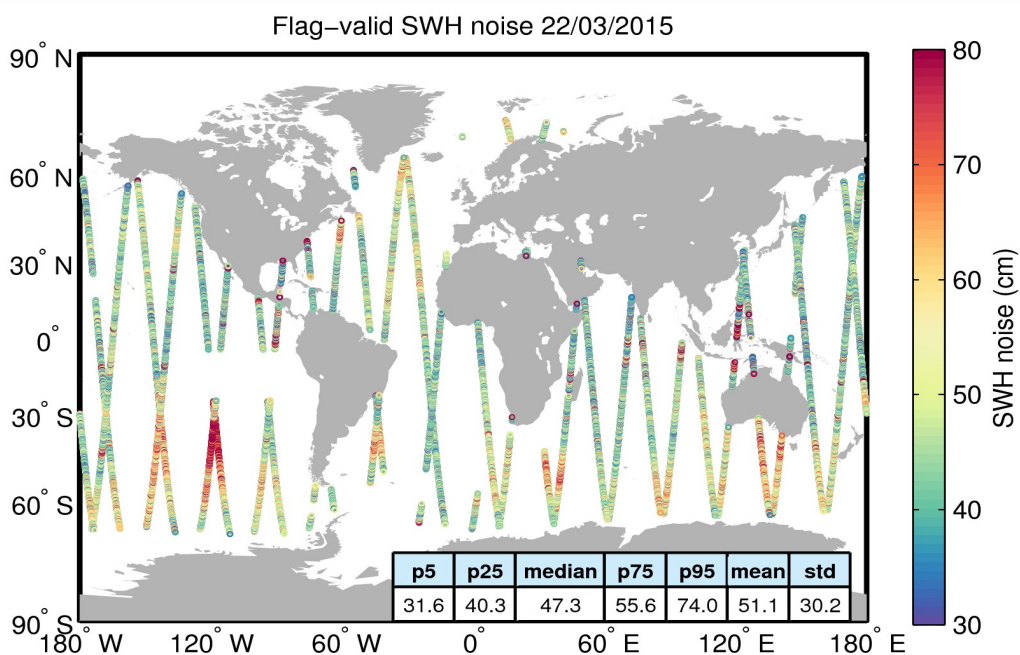 Flag−valid SWH noise 22/03/2015
90° N
60° N
30° N
0°
30° S
60° S
90° S
180° W
120° W
60° W
0°
60° E
120° E
180° E
p5 p25 median p75 p95 mean std
31.6 40.3 47.3 55.6 74.0 51.1 30.2
80
70
60
50
40
30
SWH noise (cm)